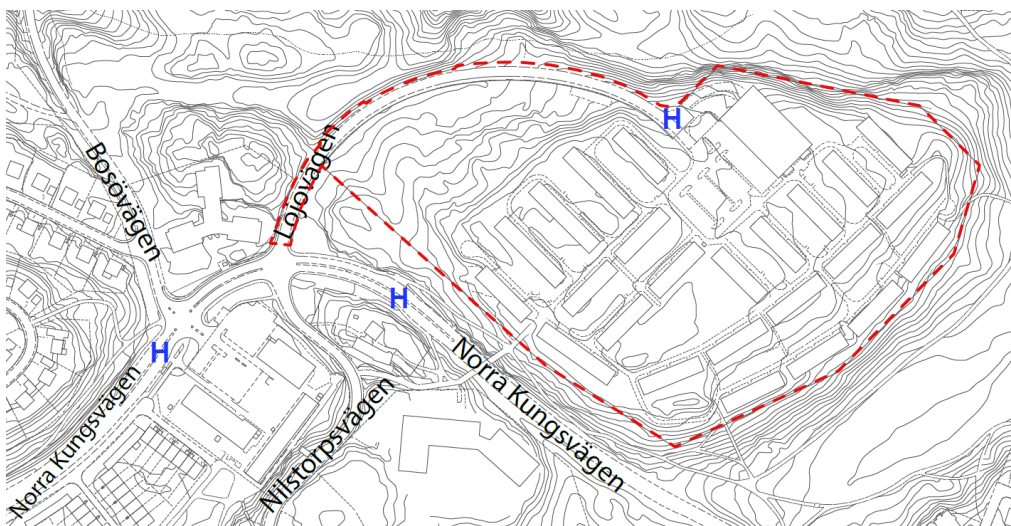 H
Lojovägen
Bosövägen
H
H
Norra Kungsvägen
Norra Kungsvägen
Nilstorpsvägen